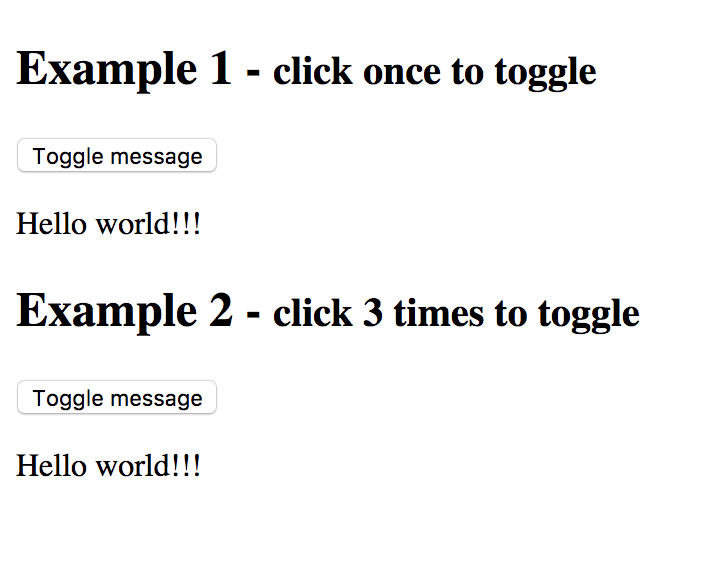 Example 1 - click once to toggle
Toggle message
Hello world!!!
Example 2 - click 3 times to toggle
Toggle message
Hello world!!!